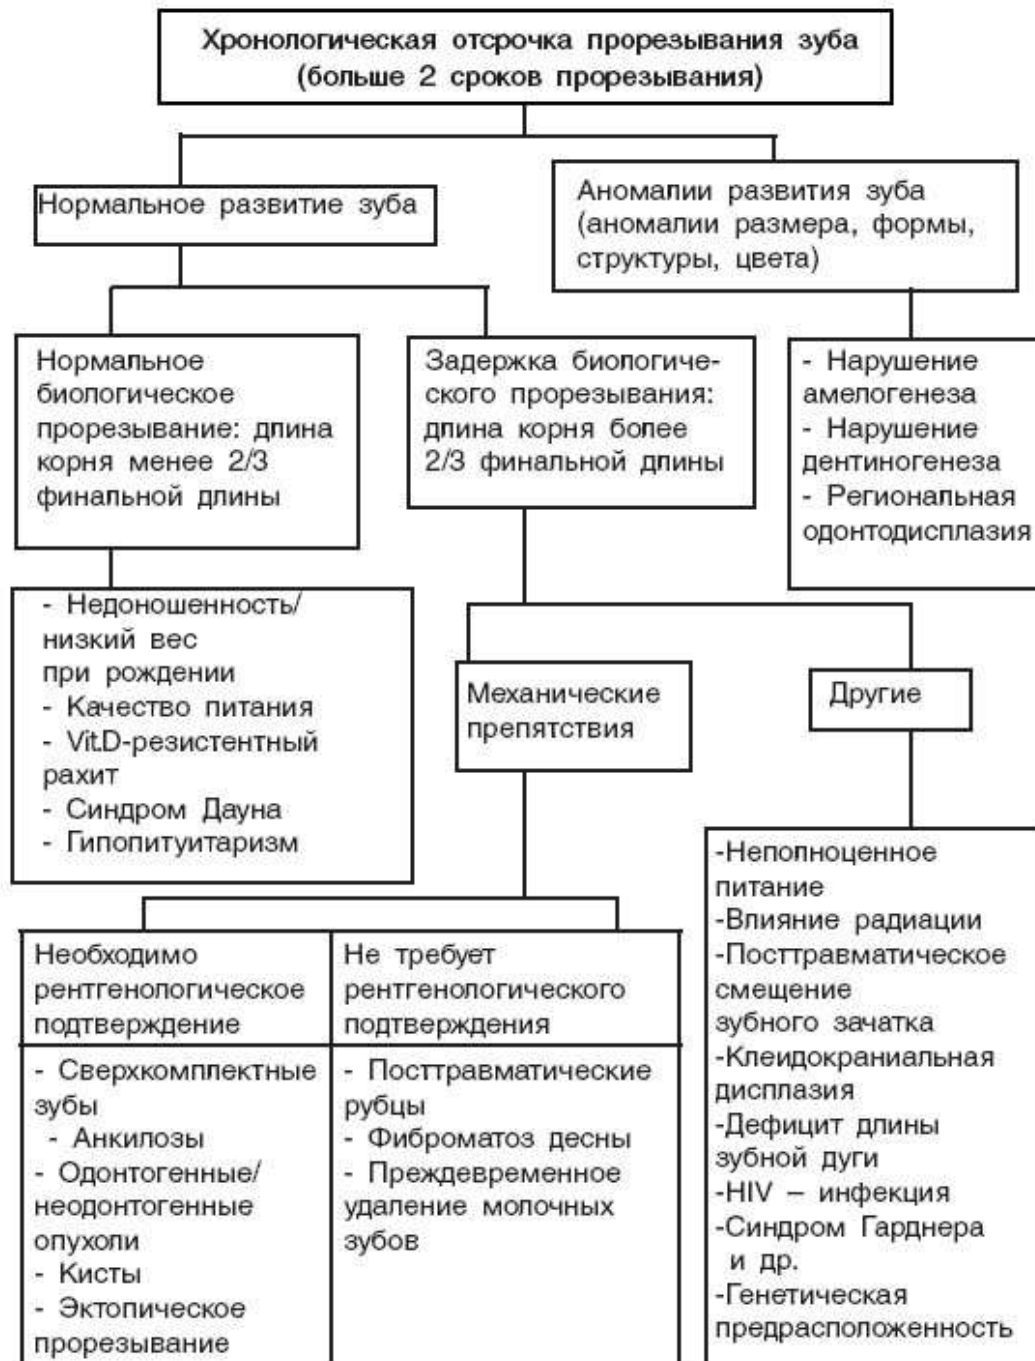 Хронологическая отсрочка прорезывания зуба
(больше 2 сроков прорезывания)
Нормальное развитие зуба
Аномалии развития зуба
(аномалии размера, формы,
структуры, цвета)
Нормальное
биологическое
прорезывание: длина
корня менее 2/3
финальной длины
Задержка биологиче-
ского прорезывания:
длина корня более
2/3 финальной длины
- Нарушение
амелогенеза
- Нарушение
дентиногенеза
- Региональная
одонтодисплазия
- Недоношенность/
низкий вес
при рождении
- Качество питания
- Vit.D-резистентный
рахит
- Синдром Дауна
- Гипопитуитаризм
Механические
препятствия
Другие
Необходимо
рентгенологическое
подтверждение
Не требует
рентгенологического
подтверждения
- Сверхкомплектные
зубы
- Анкилозы
- Одонтогенные/
неодонтогенные
опухоли
- Кисты
- Эктопическое
прорезывание
- Посттравматические
рубцы
- Фиброматоз десны
- Преждевременное
удаление молочных
зубов
-Неполноценное
питание
-Влияние радиации
-Посттравматическое
смещение
зубного зачатка
-Клеидокраниальная
дисплазия
-Дефицит длины
зубной дуги
-HIV – инфекция
-Синдром Гарднера
и др.
-Генетическая
предрасположенность